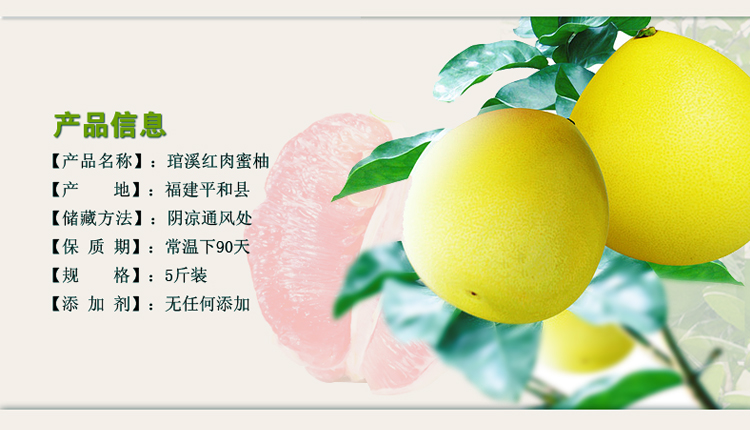 产品信息
【产品名称】：琯溪红肉蜜柚
【产 地】：福建平和县
【储藏方法】：阴凉通风处
【保 质 期】：常温下90天
【规 格】：5斤装
【添 加 剂】：无任何添加